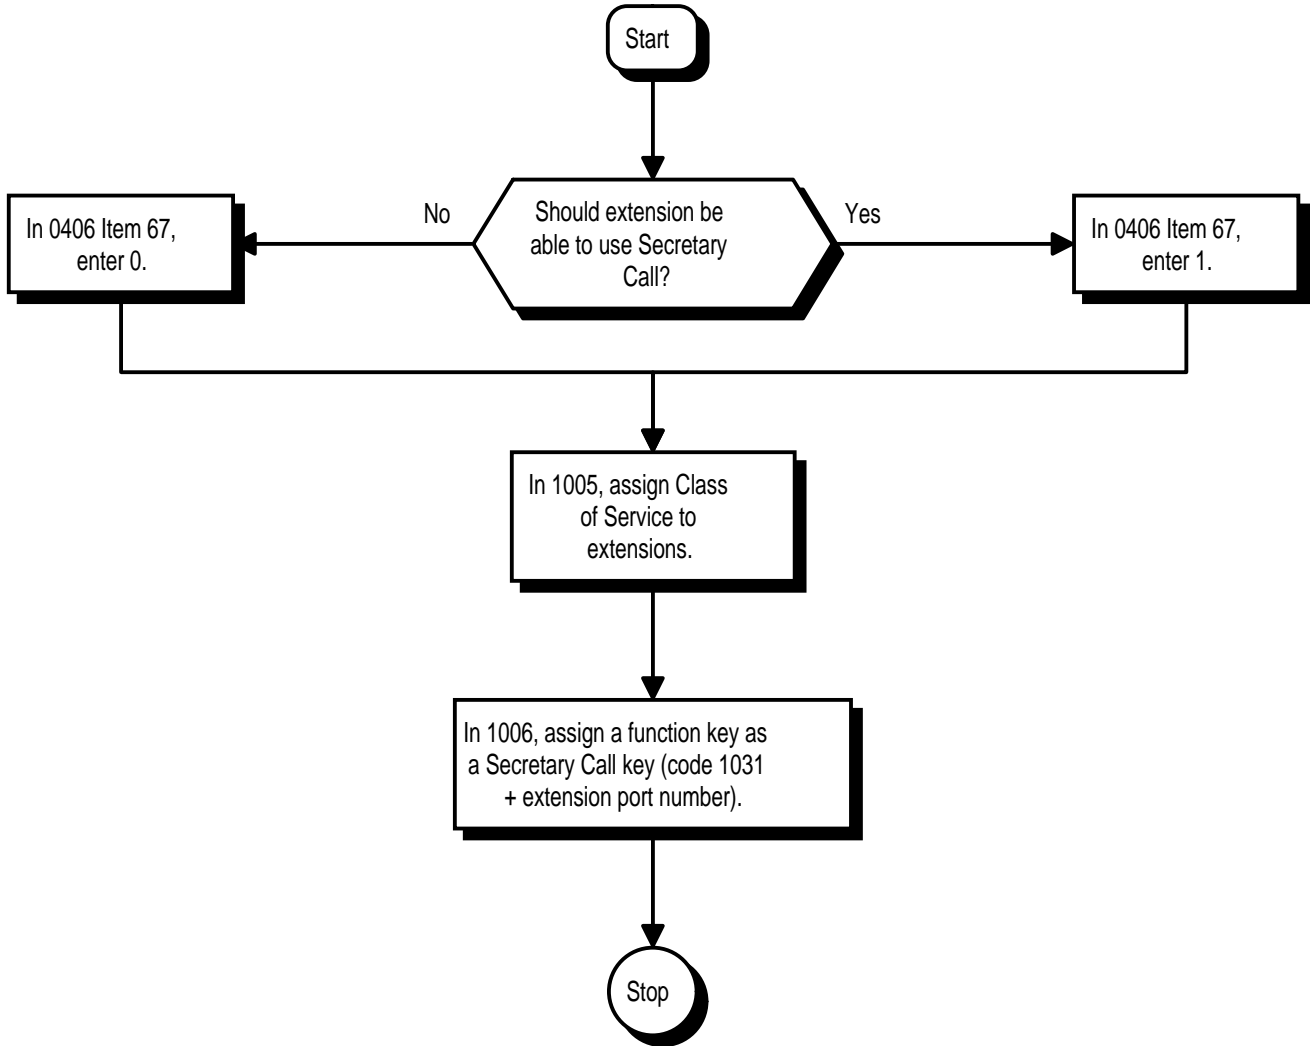 Start
Should extension be
able to use Secretary
Call?
No
Yes
In 0406 Item 67,
enter 0.
In 0406 Item 67,
enter 1.
In 1005, assign Class
of Service to
extensions.
In 1006, assign a function key as
a Secretary Call key (code 1031
+ extension port number).
Stop